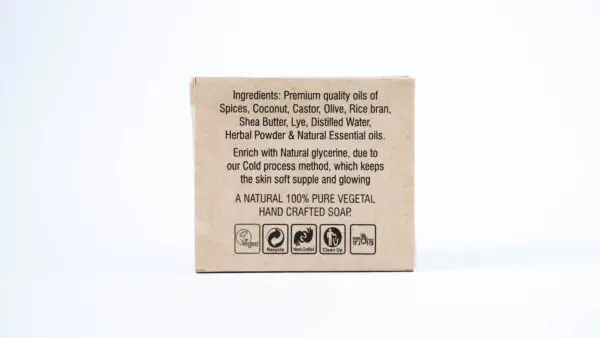 Ingredients: Premium quality oils of
Spices, Coconut, Castor, Olive, Rice bran,
Shea Butter, Lye, Distilled Water,
Herbal Powder & Natural Essential oils.
Enrich with Natural glycerine, due to
our Cold process method, which keeps
the skin soft supple and glowing
A NATURAL 100% PURE VEGETAL
HAND CRAFTED SOAP.
Vegan
Recycle
Hand-Crafted
Clean Up